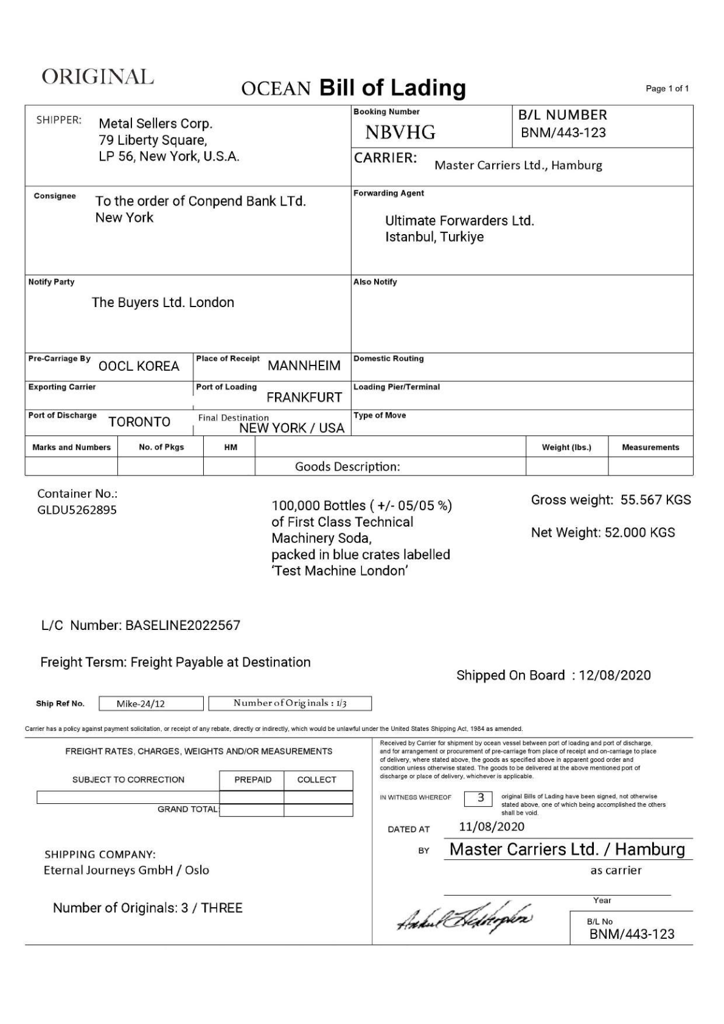 ORIGINAL
OCEAN Bill of Lading
Page 1 of 1
SHIPPER:
Metal Sellers Corp.
79 Liberty Square,
LP 56, New York, U.S.A.
Booking Number
NBVHG
B/L NUMBER
BNM/443-123
CARRIER:
Master Carriers Ltd., Hamburg
Consignee
To the order of Conpend Bank LTd.
New York
Forwarding Agent
Ultimate Forwarders Ltd.
Istanbul, Turkiye
Notify Party
The Buyers Ltd. London
Also Notify
Pre-Carriage By
OOCL KOREA
Place of Receipt
MANNHEIM
Domestic Routing
Exporting Carrier
Port of Loading
FRANKFURT
Loading Pier/Terminal
Port of Discharge
TORONTO
Final Destination
NEW YORK / USA
Type of Move
Marks and Numbers
No. of Pkgs
HM
Weight (lbs.)
Measurements
Goods Description:
Container No.:
GLDU5262895
100,000 Bottles ( +/- 05/05 %)
of First Class Technical
Machinery Soda,
packed in blue crates labelled
'Test Machine London'
Gross weight: 55.567 KGS
Net Weight: 52.000 KGS
L/C Number: BASELINE2022567
Freight Tersm: Freight Payable at Destination
Shipped On Board : 12/08/2020
Ship Ref No.
Mike-24/12
Number of Originals : 1/3
Carrier has a policy against payment solicitation, or receipt of any rebate, directly or indirectly, which would be unlawful under the United States Shipping Act, 1984 as amended.
FREIGHT RATES, CHARGES, WEIGHTS AND/OR MEASUREMENTS
SUBJECT TO CORRECTION
PREPAID
COLLECT
GRAND TOTAL:
Received by Carrier for shipment by ocean vessel between port of loading and port of discharge,
and for arrangement or procurement of pre-carriage from place of receipt and on-carriage to place
of delivery, where stated above, the goods as specified above in apparent good order and
condition unless otherwise stated. The goods to be delivered at the above mentioned port of
discharge or place of delivery, whichever is applicable.
IN WITNESS WHEREOF
3
original Bills of Lading have been signed, not otherwise
stated above, one of which being accomplished the others
shall be void.
DATED AT
11/08/2020
BY
Master Carriers Ltd. / Hamburg
as carrier
SHIPPING COMPANY:
Eternal Journeys GmbH / Oslo
Number of Originals: 3 / THREE
Year
B/L No
BNM/443-123